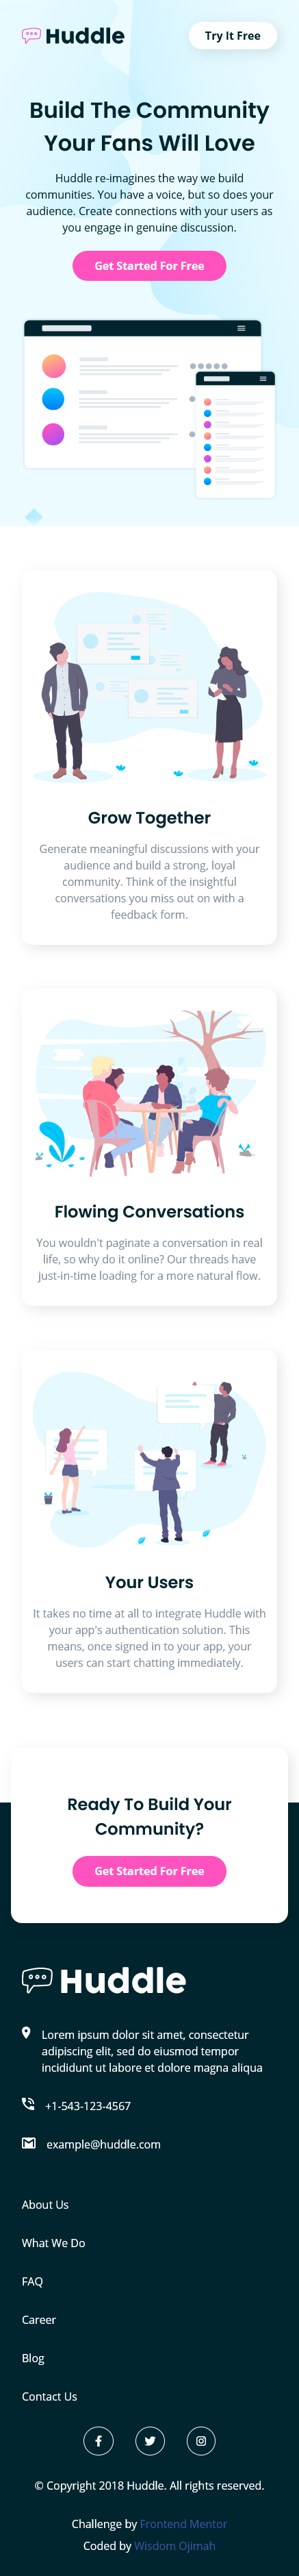 Huddle
Try It Free
Build The Community
Your Fans Will Love
Huddle re-imagines the way we build
communities. You have a voice, but so does your
audience. Create connections with your users as
you engage in genuine discussion.
Get Started For Free
Grow Together
Generate meaningful discussions with your
audience and build a strong, loyal
community. Think of the insightful
conversations you miss out on with a
feedback form.
Flowing Conversations
You wouldn't paginate a conversation in real
life, so why do it online? Our threads have
just-in-time loading for a more natural flow.
Your Users
It takes no time at all to integrate Huddle with
your app's authentication solution. This
means, once signed in to your app, your
users can start chatting immediately.
Ready To Build Your
Community?
Get Started For Free
Huddle
Lorem ipsum dolor sit amet, consectetur
adipiscing elit, sed do eiusmod tempor
incididunt ut labore et dolore magna aliqua
+1-543-123-4567
example@huddle.com
About Us
What We Do
FAQ
Career
Blog
Contact Us
© Copyright 2018 Huddle. All rights reserved.
Challenge by Frontend Mentor
Coded by Wisdom Ojimah